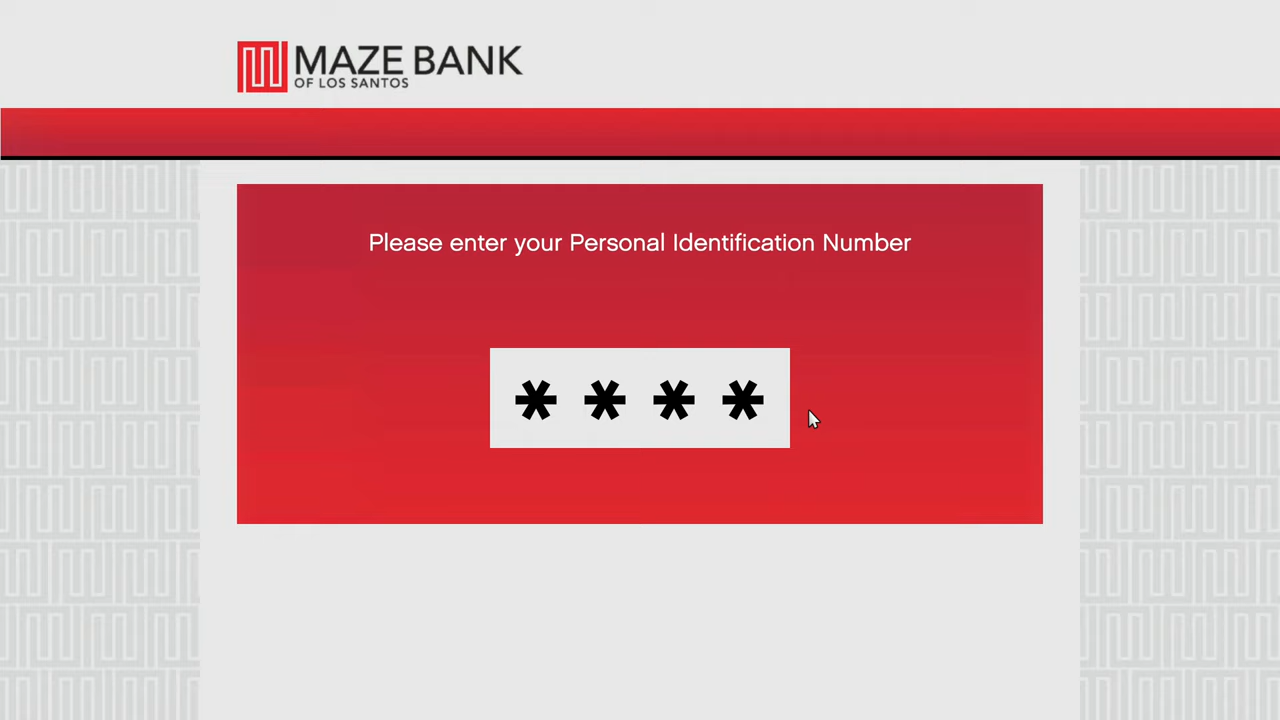 MAZE BANK
OF LOS SANTOS
Please enter your Personal Identification Number
* * * *